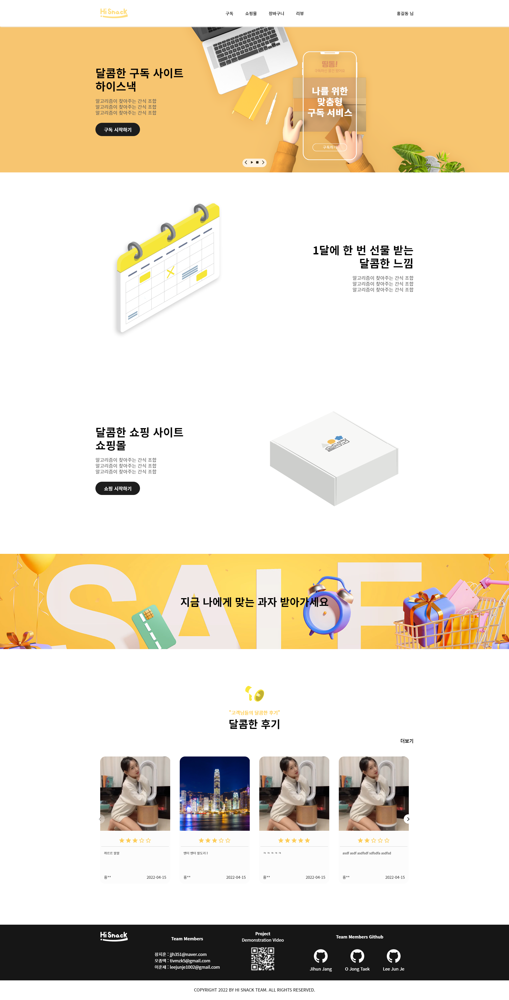 Hi Snack
구독 쇼핑몰 장바구니 리뷰 홍길동 님
달콤한 구독 사이트
하이스낵
알고리즘이 찾아주는 간식 조합
알고리즘이 찾아주는 간식 조합
알고리즘이 찾아주는 간식 조합
구독 시작하기
띵동!
구독하신 물건 왔어요
나를 위한
맞춤형
구독 서비스
구독하기
1달에 한 번 선물 받는
달콤한 느낌
알고리즘이 찾아주는 간식 조합
알고리즘이 찾아주는 간식 조합
알고리즘이 찾아주는 간식 조합
달콤한 쇼핑 사이트
쇼핑몰
알고리즘이 찾아주는 간식 조합
알고리즘이 찾아주는 간식 조합
알고리즘이 찾아주는 간식 조합
쇼핑 시작하기
SALE
지금 나에게 맞는 과자 받아가세요
"고객님들의 달콤한 후기"
달콤한 후기
더보기
까르르 깔깔
홍** 2022-04-15
엔터 엔터 잘도리ㅏ
홍** 2022-04-15
ㅋ ㅋ ㅋ ㅋ ㅋ
홍** 2022-04-15
asdf asdf asdfsdf sdfsdfa asdfsd
홍** 2022-04-15
Hi Snack
Team Members
장지훈 : jjh351@naver.com
오종택 : tivmzk5@gmail.com
이준제 : leejunje1002@gmail.com
Project
Demonstration Video
Team Members Github
Jihun Jang O Jong Taek Lee Jun Je
COPYRIGHT 2022 BY HI SNACK TEAM. ALL RIGHTS RESERVED.